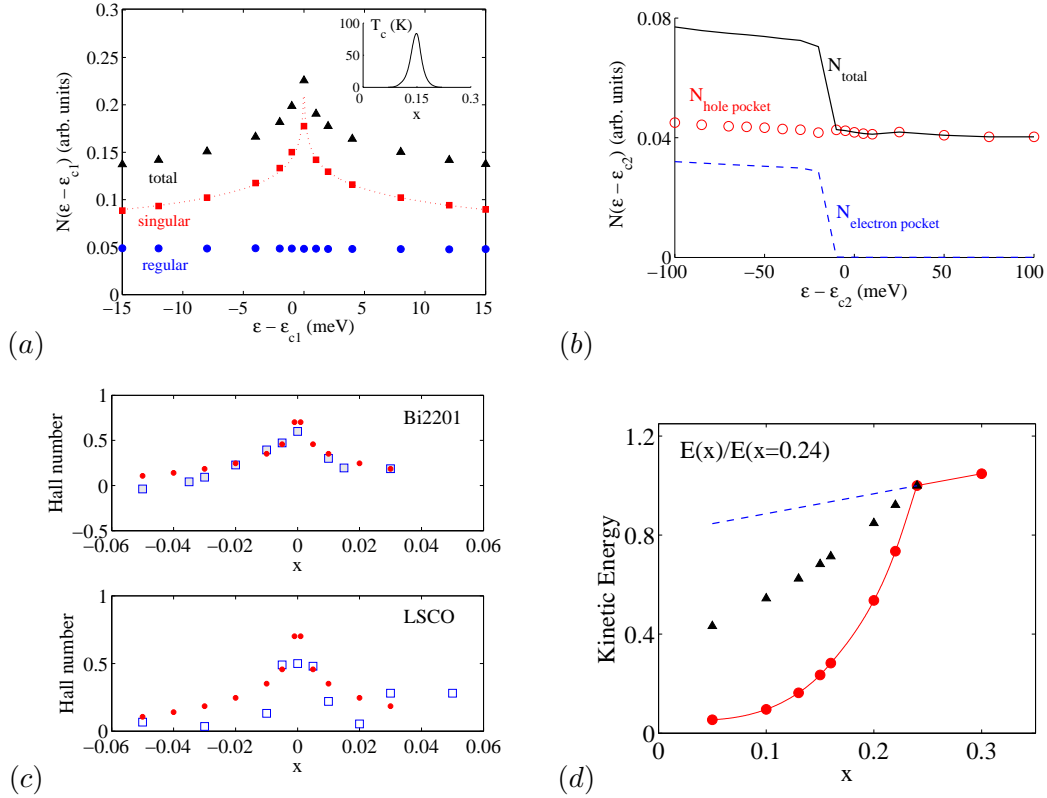 0.3
0.25
0.2
0.15
0.1
0.05
0
N(ε − ε_c1) (arb. units)
total
singular
regular
−15 −10 −5 0 5 10 15
ε − ε_c1 (meV)
T_c (K)
100
50
0
0 0.15 0.3
x
(a)
0.08
0.04
0
N(ε − ε_c2) (arb. units)
N_total
N_hole pocket
N_electron pocket
−100 −50 0 50 100
ε − ε_c2 (meV)
(b)
Bi2201
1
0.5
0
−0.5
Hall number
−0.06 −0.04 −0.02 0 0.02 0.04 0.06
x
LSCO
1
0.5
0
Hall number
−0.06 −0.04 −0.02 0 0.02 0.04 0.06
x
(c)
E(x)/E(x=0.24)
1.2
0.8
0.4
0
Kinetic Energy
0 0.1 0.2 0.3
x
(d)